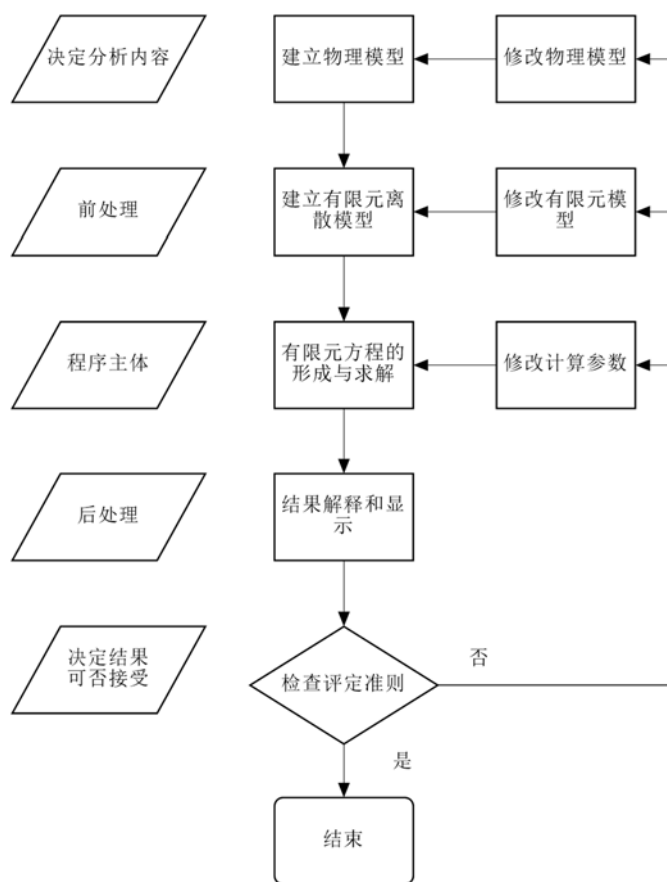 决定分析内容
建立物理模型
修改物理模型
前处理
建立有限元离
散模型
修改有限元模
型
程序主体
有限元方程的
形成与求解
修改计算参数
后处理
结果解释和显
示
决定结果
可否接受
检查评定准则
否
是
结束